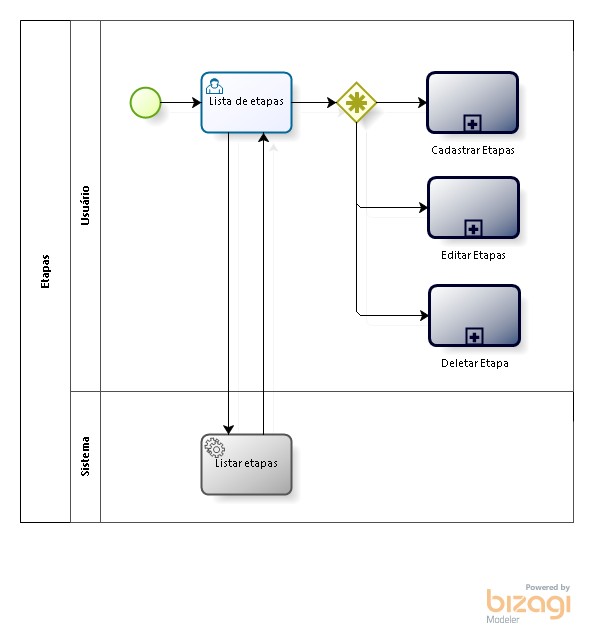 Etapas
Usuário
Lista de etapas
Cadastrar Etapas
Editar Etapas
Deletar Etapa
Sistema
Listar etapas
Powered by
bizagi
Modeler